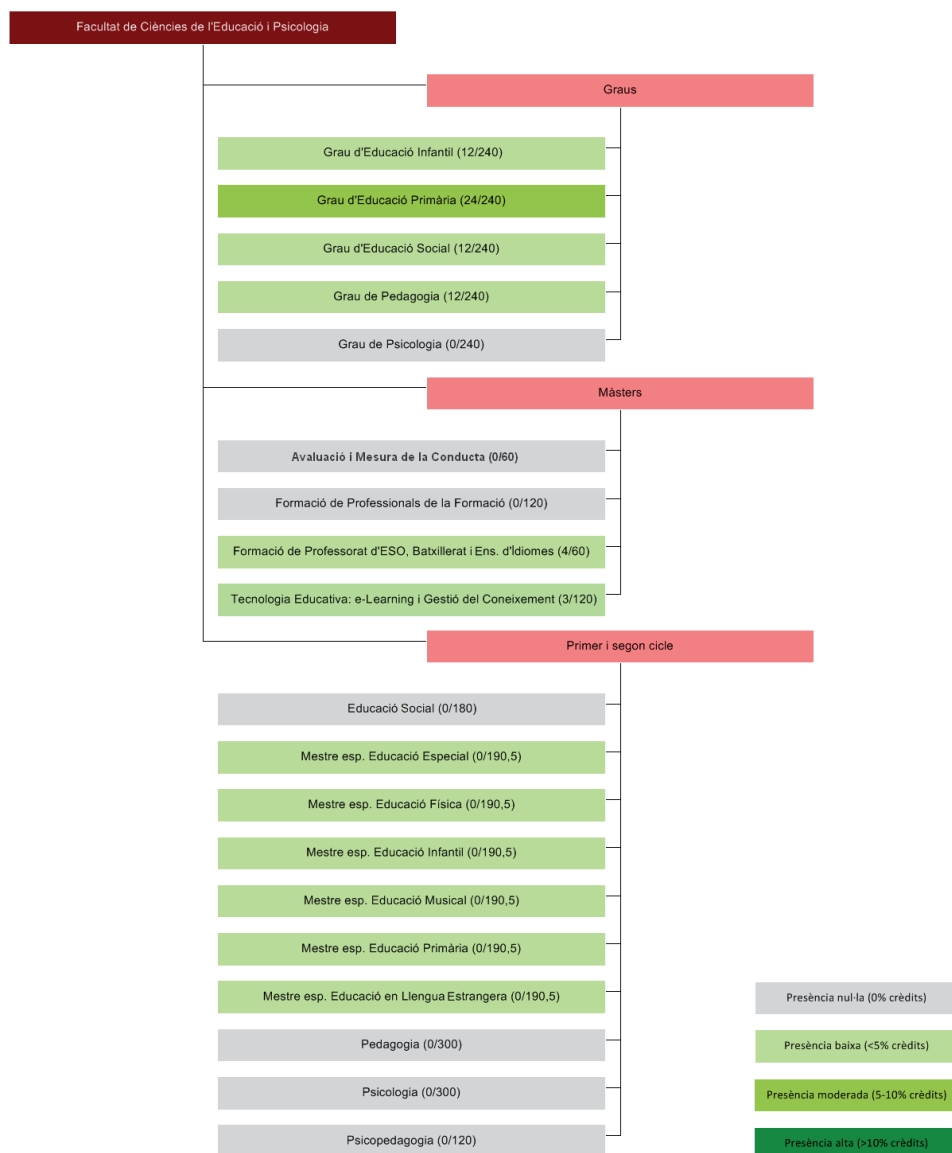 Facultat de Ciències de l'Educació i Psicologia
Graus
Grau d'Educació Infantil (12/240)
Grau d'Educació Primària (24/240)
Grau d'Educació Social (12/240)
Grau de Pedagogia (12/240)
Grau de Psicologia (0/240)
Màsters
Avaluació i Mesura de la Conducta (0/60)
Formació de Professionals de la Formació (0/120)
Formació de Professorat d'ESO, Batxillerat i Ens. d'Idiomes (4/60)
Tecnologia Educativa: e-Learning i Gestió del Coneixement (3/120)
Primer i segon cicle
Educació Social (0/180)
Mestre esp. Educació Especial (0/190,5)
Mestre esp. Educació Física (0/190,5)
Mestre esp. Educació Infantil (0/190,5)
Mestre esp. Educació Musical (0/190,5)
Mestre esp. Educació Primària (0/190,5)
Mestre esp. Educació en Llengua Estrangera (0/190,5)
Pedagogia (0/300)
Psicologia (0/300)
Psicopedagogia (0/120)
Presència nul·la (0% crèdits)
Presència baixa (<5% crèdits)
Presència moderada (5-10% crèdits)
Presència alta (>10% crèdits)